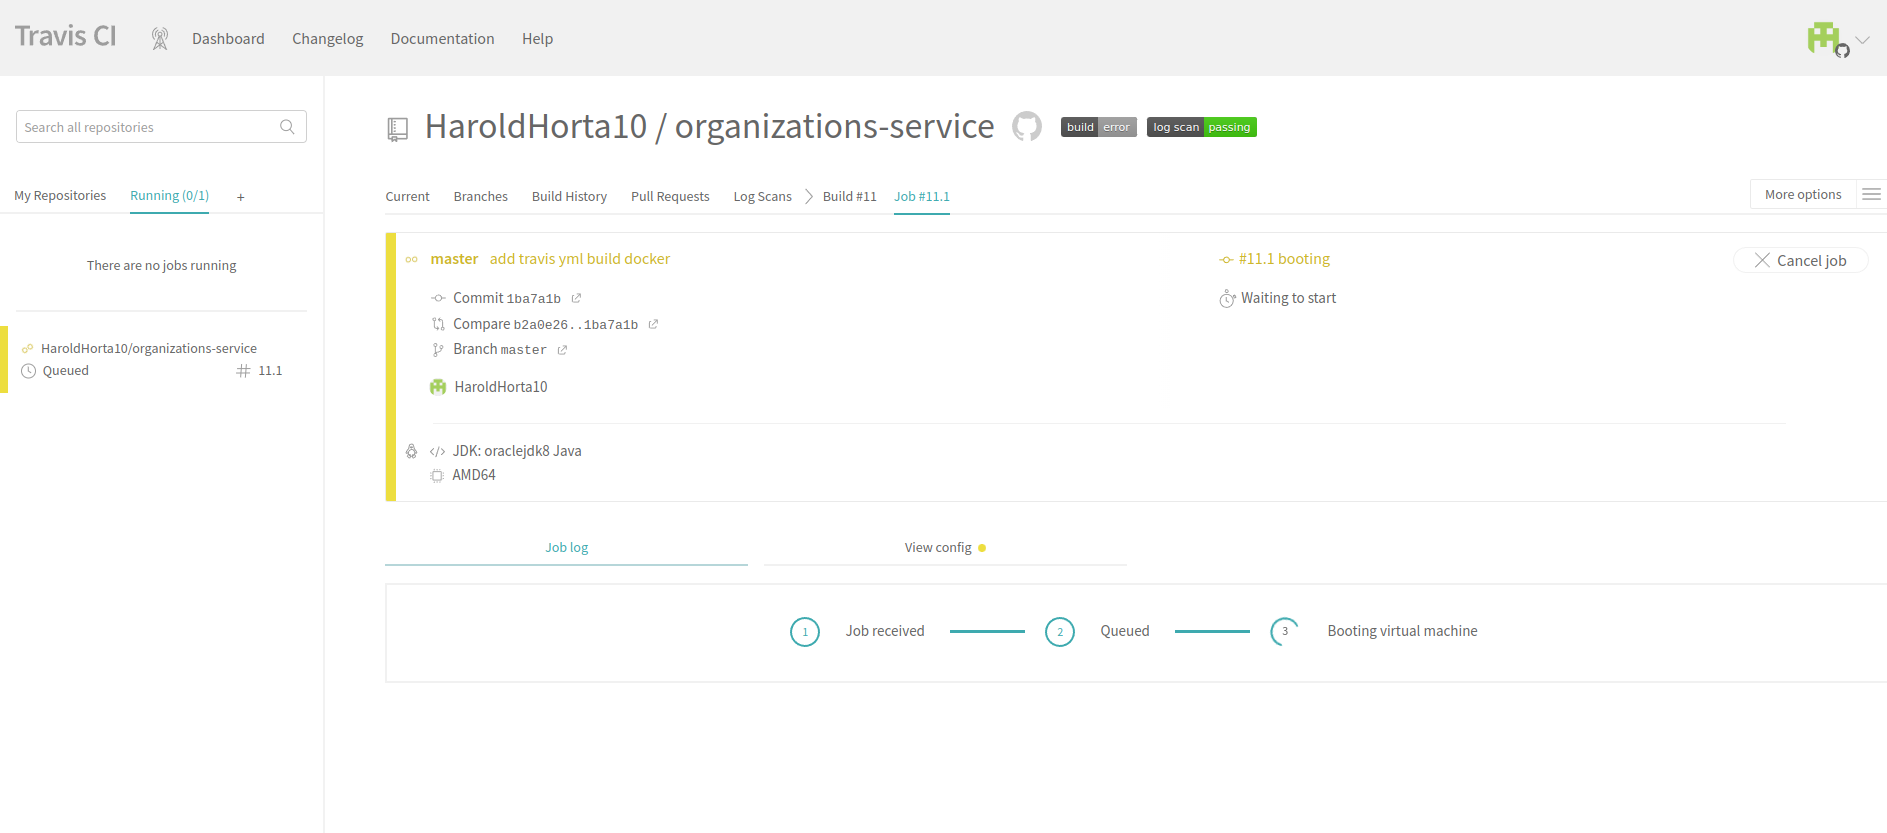 Travis CI
Dashboard Changelog Documentation Help
Search all repositories
My Repositories Running (0/1) +
There are no jobs running
HaroldHorta10/organizations-service
Queued 11.1
HaroldHorta10 / organizations-service build error log scan passing
Current Branches Build History Pull Requests Log Scans Build #11 Job #11.1 More options
master add travis yml build docker #11.1 booting Cancel job
Commit 1ba7a1b Waiting to start
Compare b2a0e26..1ba7a1b
Branch master
HaroldHorta10
JDK: oraclejdk8 Java
AMD64
Job log View config
1 Job received 2 Queued 3 Booting virtual machine